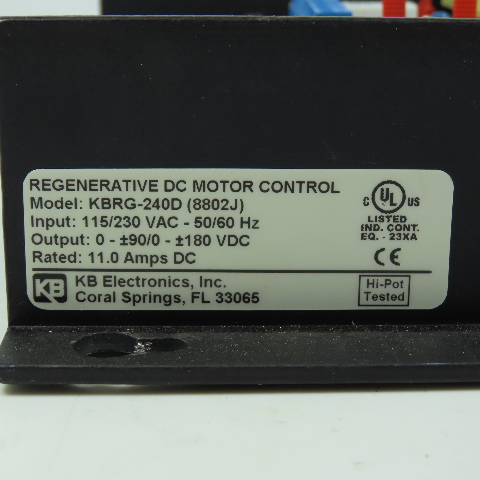 REGENERATIVE DC MOTOR CONTROL
Model: KBRG-240D (8802J)
Input: 115/230 VAC - 50/60 Hz
Output: 0 - ±90/0 - ±180 VDC
Rated: 11.0 Amps DC
KB KB Electronics, Inc.
Coral Springs, FL 33065
C UL US
LISTED
IND. CONT.
EQ. - 23XA
CE
Hi-Pot
Tested